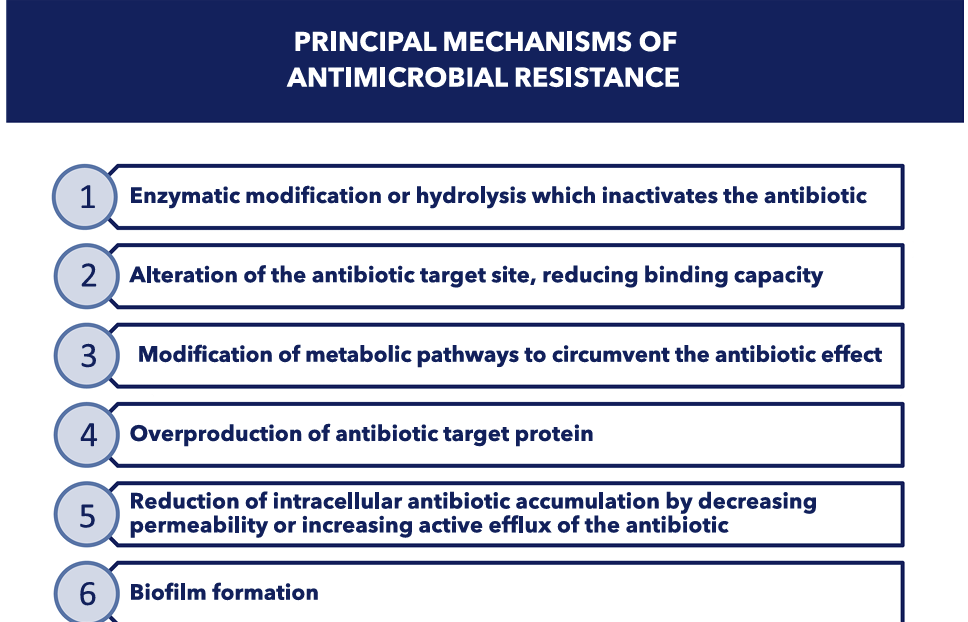 PRINCIPAL MECHANISMS OF
ANTIMICROBIAL RESISTANCE
1 Enzymatic modification or hydrolysis which inactivates the antibiotic
2 Alteration of the antibiotic target site, reducing binding capacity
3 Modification of metabolic pathways to circumvent the antibiotic effect
4 Overproduction of antibiotic target protein
5 Reduction of intracellular antibiotic accumulation by decreasing
permeability or increasing active efflux of the antibiotic
6 Biofilm formation